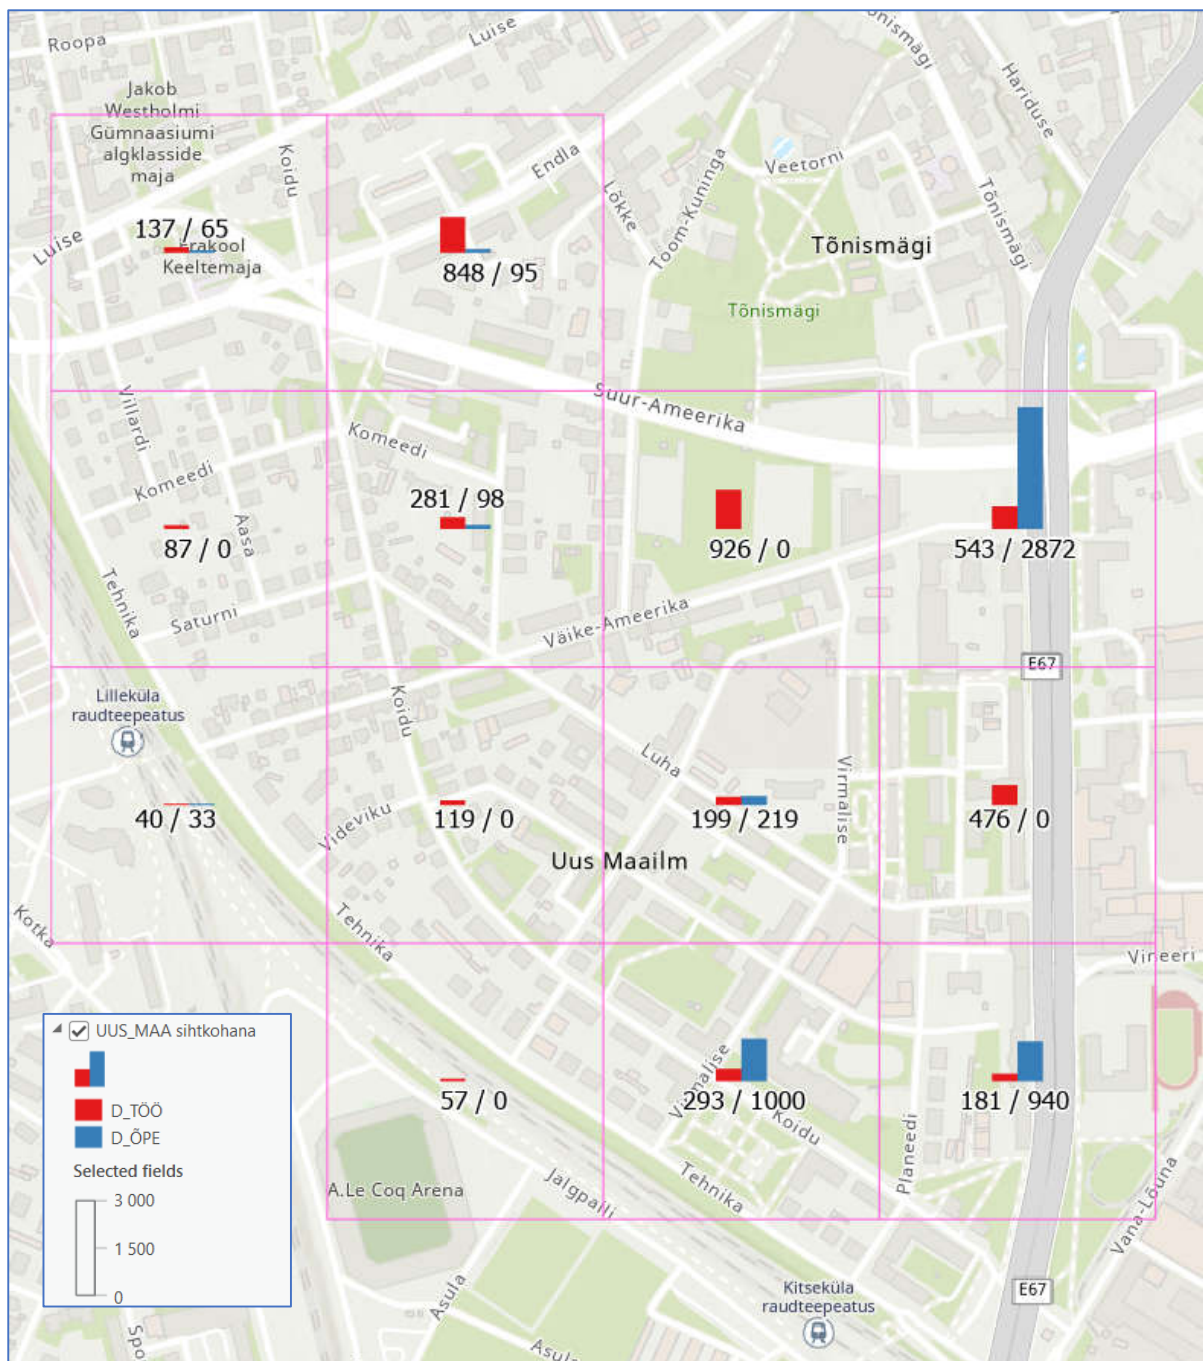 Roopa
Luise
Tõnismägi
Hariduse
Jakob
Westholmi
Gümnaasiumi
algklasside
maja
Koidu
Endla
Lõkke
Toom-Kuninga
Veetorni
Tõnismägi
Tõnismägi
137 / 65
Luise
Erakool
Keeltemaja
848 / 95
Tõnismägi
Suur-Ameerika
Villardi
Komeedi
Komeedi
Aasa
281 / 98
87 / 0
926 / 0
543 / 2872
Tehnika
Saturni
Väike-Ameerika
E67
Lilleküla
raudteepeatus
Koidu
Luha
Virmalise
40 / 33
Videviku
119 / 0
199 / 219
476 / 0
Uus Maailm
Kotka
Tehnika
Vineeri
UUS_MAA sihtkohana
D_TÖÖ
D_ÕPE
Selected fields
3 000
1 500
0
57 / 0
Virmalise
293 / 1000
181 / 940
Koidu
Planeedi
Tehnika
A.Le Coq Arena
Jalgpalli
Vana-Lõuna
Kitseküla
raudteepeatus
E67
Asula
Asula